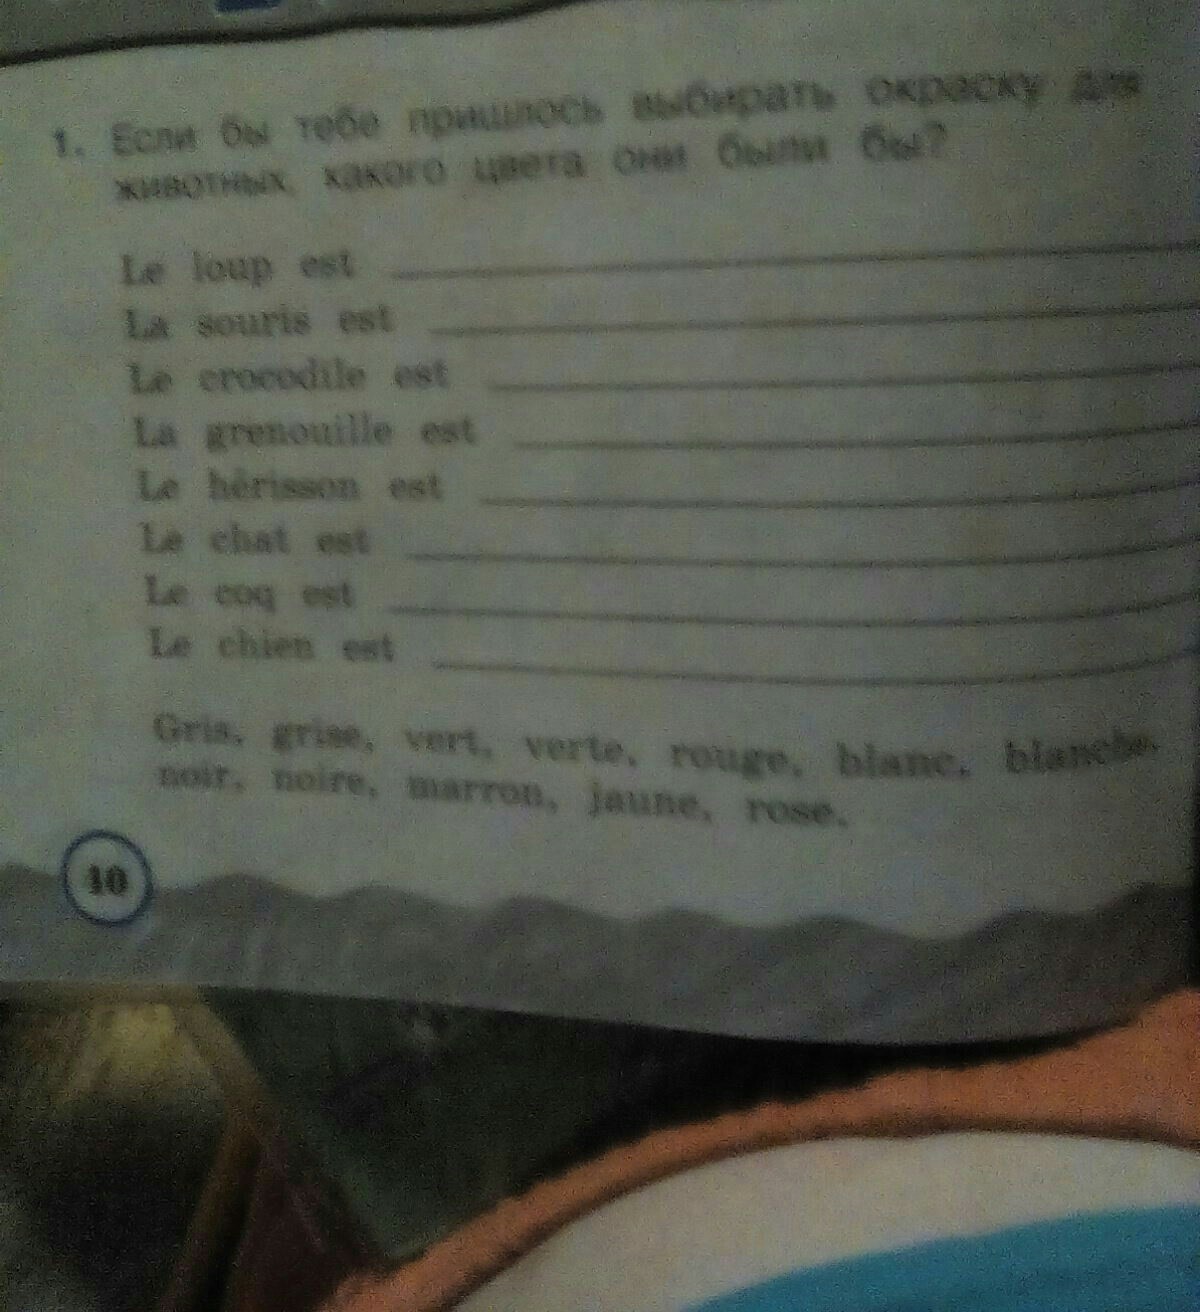 1. Если бы тебе пришлось выбирать окраску для
животных, какого цвета они были бы?
Le loup est
La souris est
Le crocodile est
La grenouille est
Le hérisson est
Le chat est
Le coq est
Le chien est
Gris, grise, vert, verte, rouge, blanc, blanche,
noir, noire, marron, jaune, rose.
40